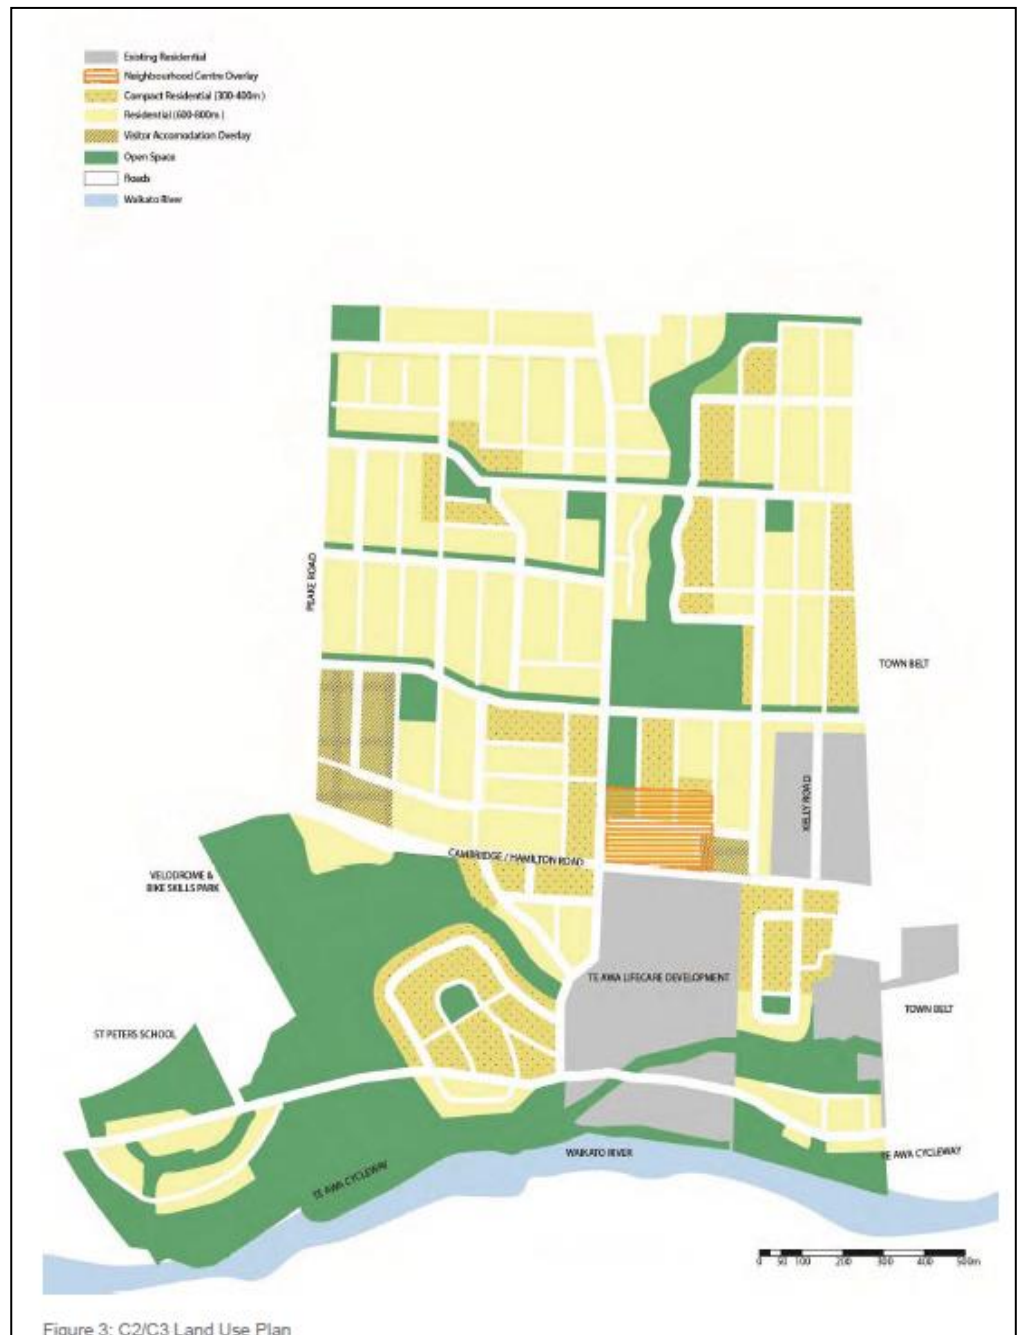 Existing Residential
Neighbourhood Centre Overlay
Compact Residential (300-400m )
Residential (600-800m )
Visitor Accomodation Overlay
Open Space
Roads
Waikato River
PEAKE ROAD
TOWN BELT
KELLY ROAD
CAMBRIDGE / HAMILTON ROAD
VELODROME &
BIKE SKILLS PARK
TE AWA LIFECARE DEVELOPMENT
TOWN BELT
ST PETERS SCHOOL
WAIKATO RIVER
TE AWA CYCLEWAY
TE AWA CYCLEWAY
0 50 100 200 300 400 500m
Figure 3: C2/C3 Land Use Plan